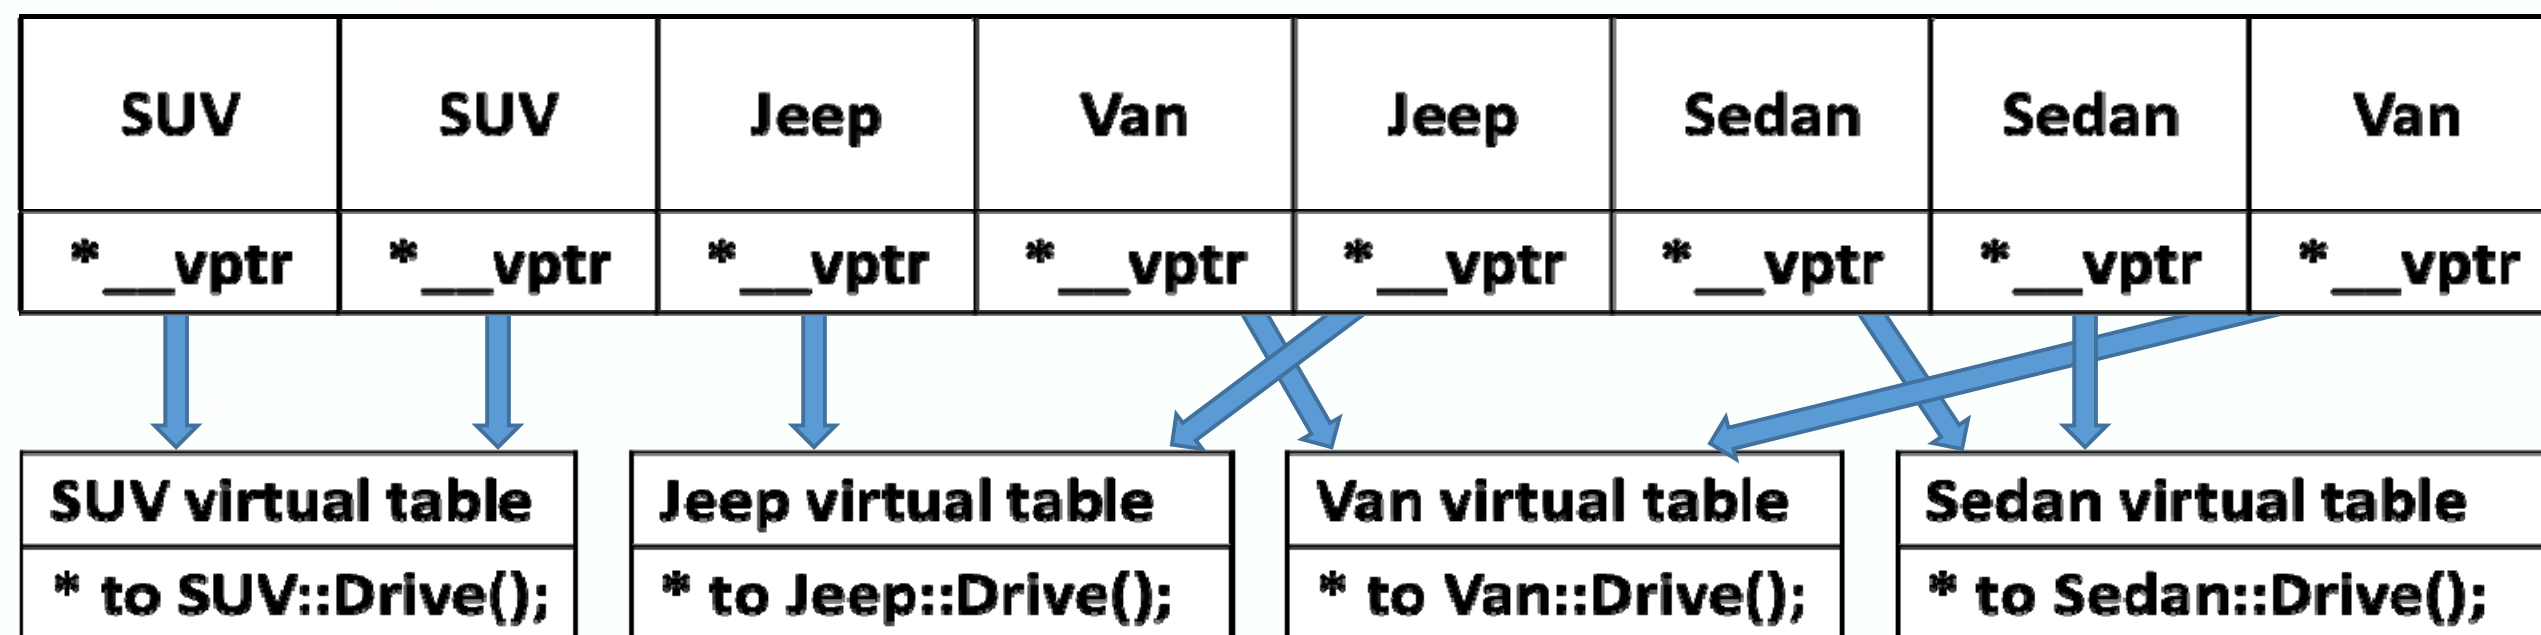 SUV SUV Jeep Van Jeep Sedan Sedan Van
*__vptr *__vptr *__vptr *__vptr *__vptr *__vptr *__vptr *__vptr
SUV virtual table Jeep virtual table Van virtual table Sedan virtual table
* to SUV::Drive(); * to Jeep::Drive(); * to Van::Drive(); * to Sedan::Drive();